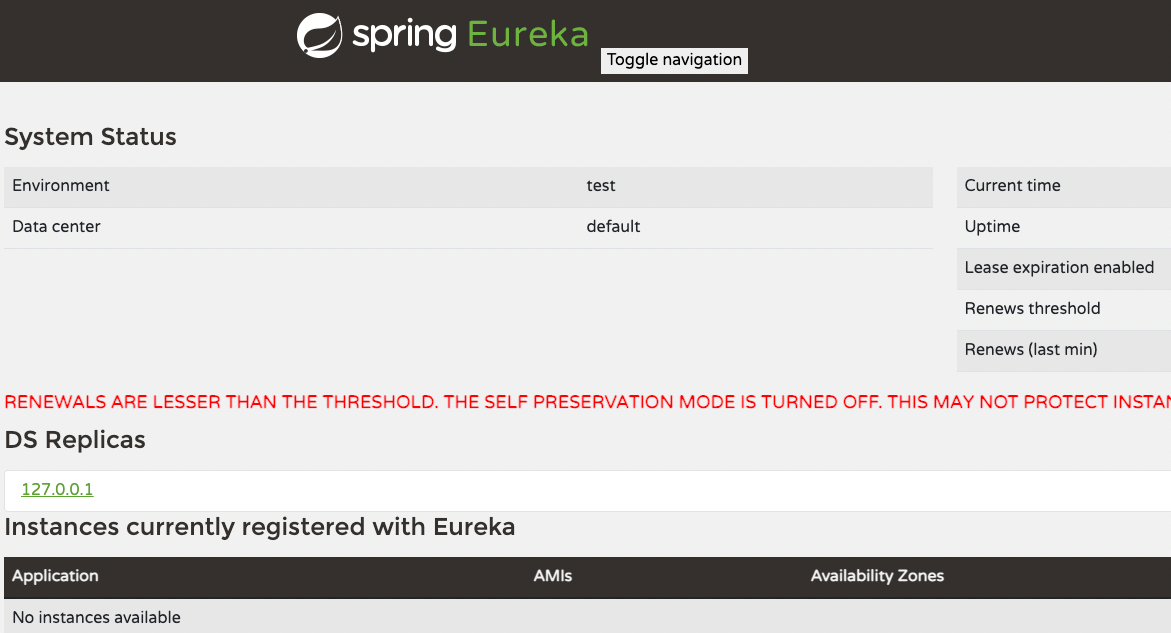 spring Eureka
Toggle navigation
System Status
Environment test
Data center default
Current time
Uptime
Lease expiration enabled
Renews threshold
Renews (last min)
RENEWALS ARE LESSER THAN THE THRESHOLD. THE SELF PRESERVATION MODE IS TURNED OFF. THIS MAY NOT PROTECT INSTAN
DS Replicas
127.0.0.1
Instances currently registered with Eureka
Application AMIs Availability Zones
No instances available